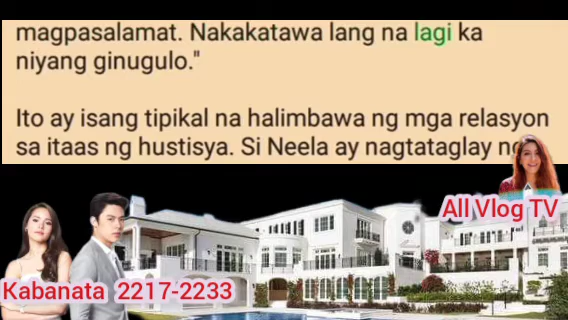 magpasalamat. Nakakatawa lang na lagi ka
niyang ginugulo."
Ito ay isang tipikal na halimbawa ng mga relasyon
sa itaas ng hustisya. Si Neela ay nagtataglay ng
All Vlog TV
Kabanata 2217-2233